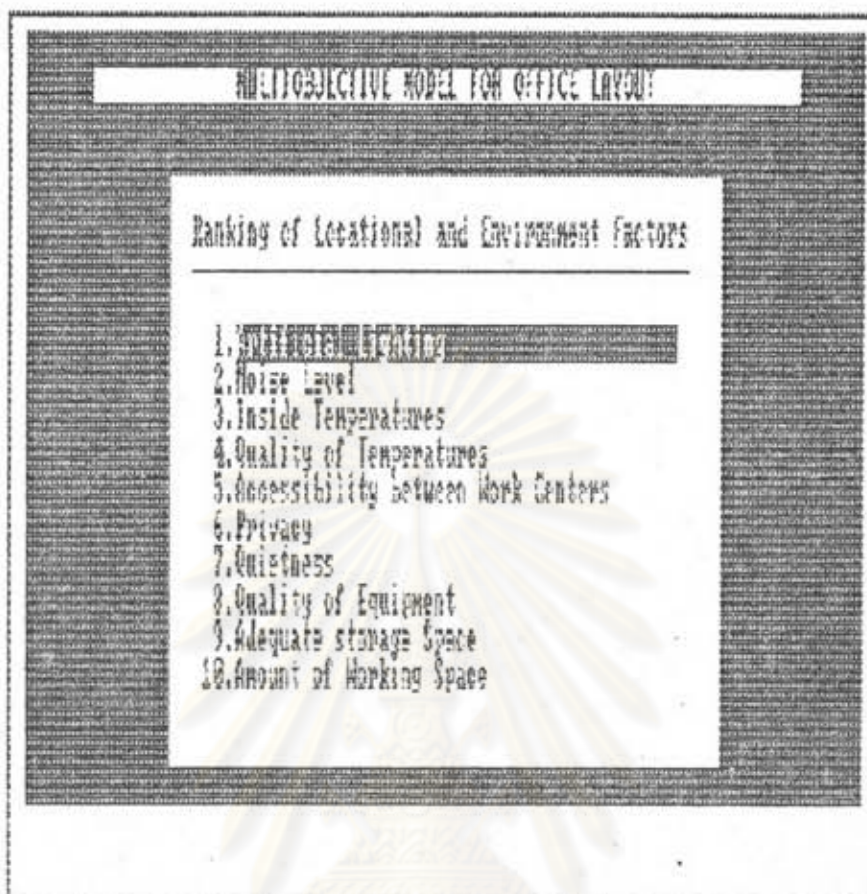 MULTIOBJECTIVE MODEL FOR OFFICE LAYOUT
Ranking of Locational and Environment Factors
1.Artificial Lighting
2.Noise Level
3.Inside Temperatures
4.Quality of Temperatures
5.Accessibility between Work Centers
6.Privacy
7.Quietness
8.Quality of Equipment
9.Adequate storage Space
10.Amount of Working Space